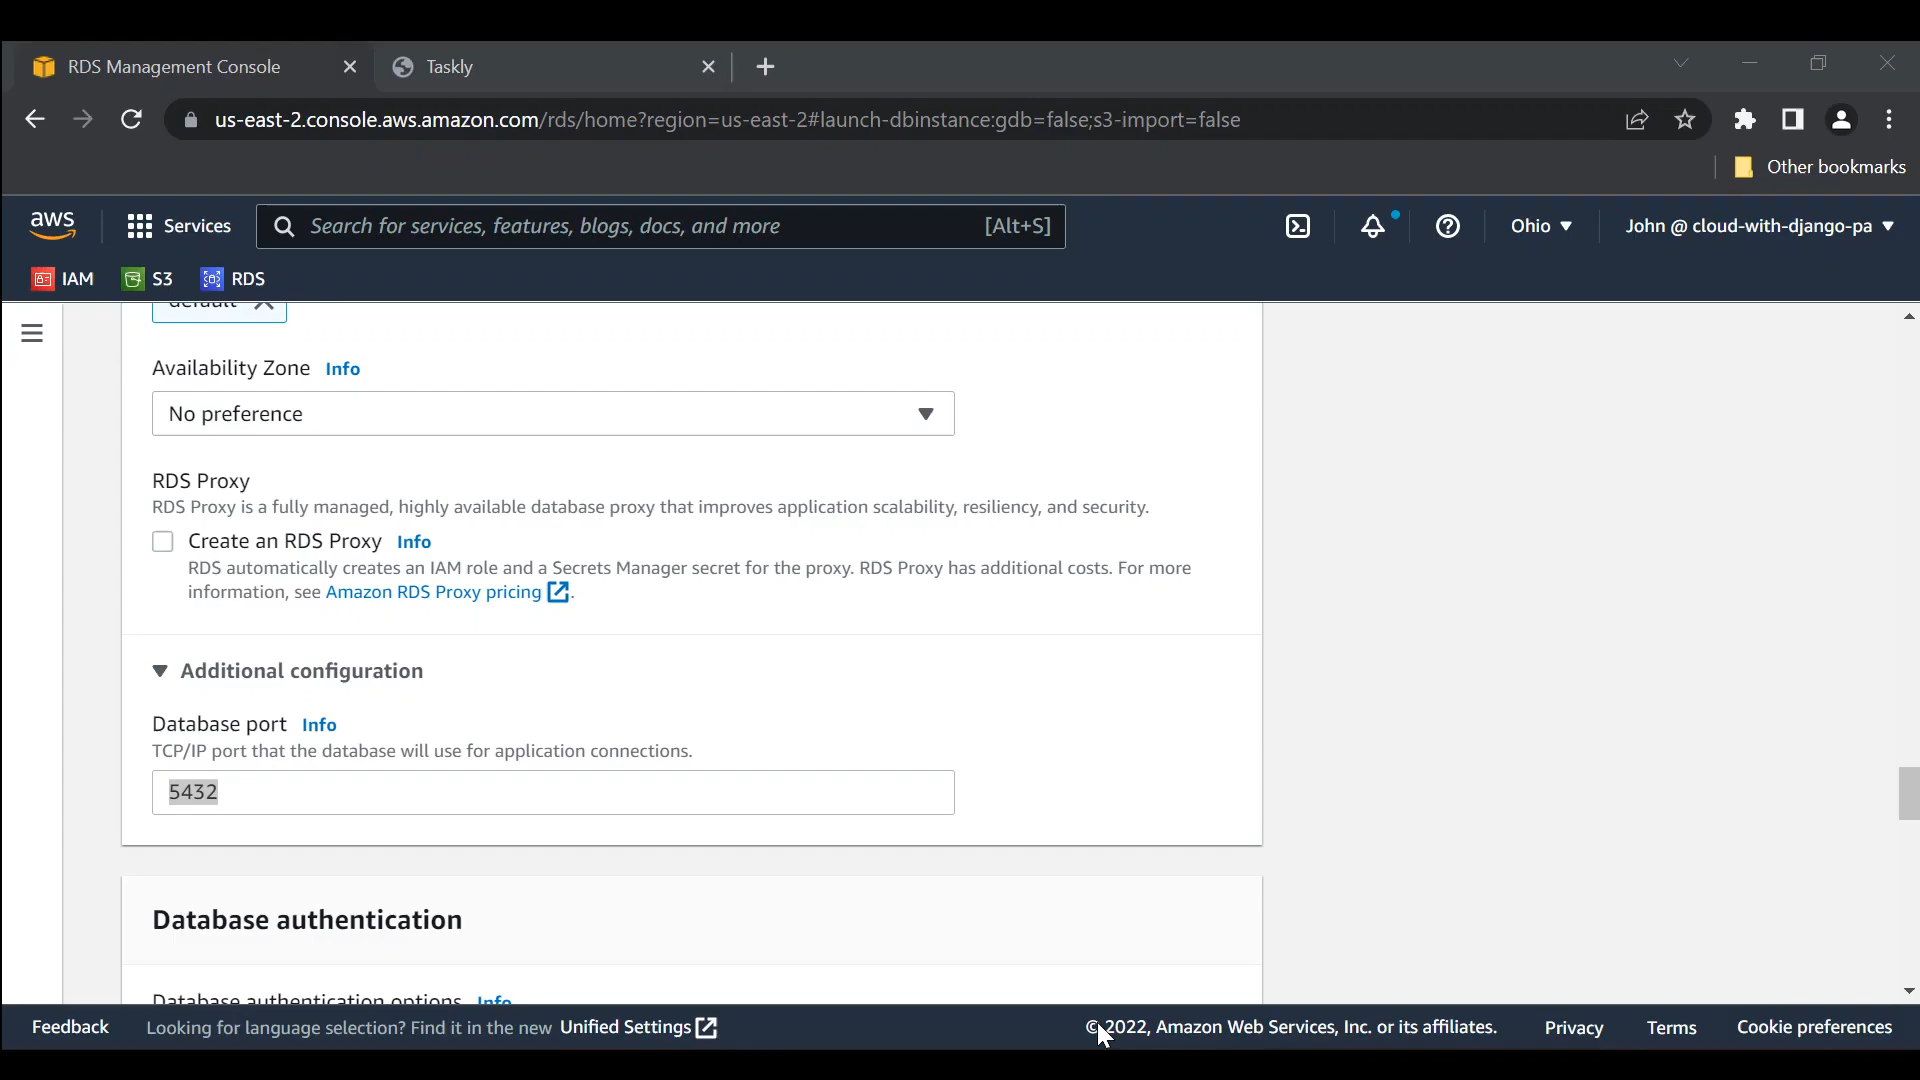 RDS Management Console
Taskly
us-east-2.console.aws.amazon.com/rds/home?region=us-east-2#launch-dbinstance:gdb=false;s3-import=false
Other bookmarks
aws
Services
Search for services, features, blogs, docs, and more
[Alt+S]
Ohio
John @ cloud-with-django-pa
IAM
S3
RDS
default
Availability Zone Info
No preference
RDS Proxy
RDS Proxy is a fully managed, highly available database proxy that improves application scalability, resiliency, and security.
Create an RDS Proxy Info
RDS automatically creates an IAM role and a Secrets Manager secret for the proxy. RDS Proxy has additional costs. For more
information, see Amazon RDS Proxy pricing .
Additional configuration
Database port Info
TCP/IP port that the database will use for application connections.
5432
Database authentication
Database authentication options Info
Feedback
Looking for language selection? Find it in the new Unified Settings
© 2022, Amazon Web Services, Inc. or its affiliates.
Privacy
Terms
Cookie preferences